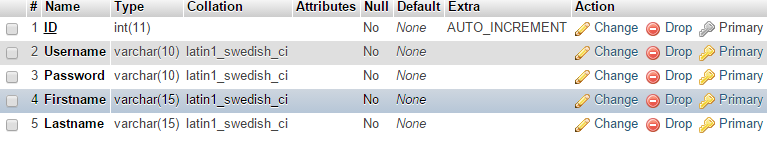 # Name Type Collation Attributes Null Default Extra Action
1 ID int(11) No None AUTO_INCREMENT Change Drop Primary
2 Username varchar(10) latin1_swedish_ci No None Change Drop Primary
3 Password varchar(10) latin1_swedish_ci No None Change Drop Primary
4 Firstname varchar(15) latin1_swedish_ci No None Change Drop Primary
5 Lastname varchar(15) latin1_swedish_ci No None Change Drop Primary